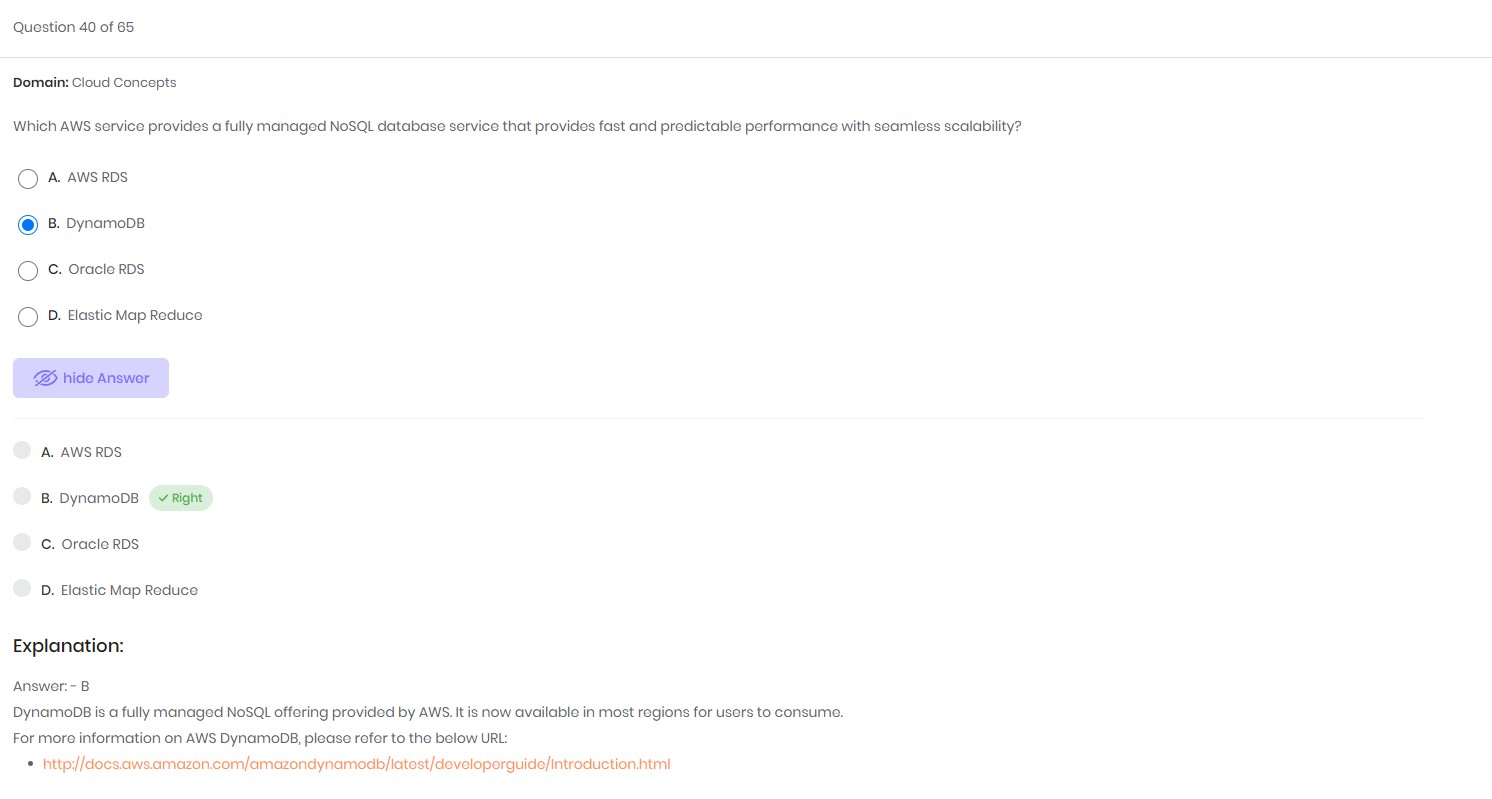 Question 40 of 65
Domain: Cloud Concepts
Which AWS service provides a fully managed NoSQL database service that provides fast and predictable performance with seamless scalability?
A. AWS RDS
B. DynamoDB
C. Oracle RDS
D. Elastic Map Reduce
hide Answer
A. AWS RDS
B. DynamoDB Right
C. Oracle RDS
D. Elastic Map Reduce
Explanation:
Answer: - B
DynamoDB is a fully managed NoSQL offering provided by AWS. It is now available in most regions for users to consume.
For more information on AWS DynamoDB, please refer to the below URL:
• http://docs.aws.amazon.com/amazondynamodb/latest/developerguide/Introduction.html